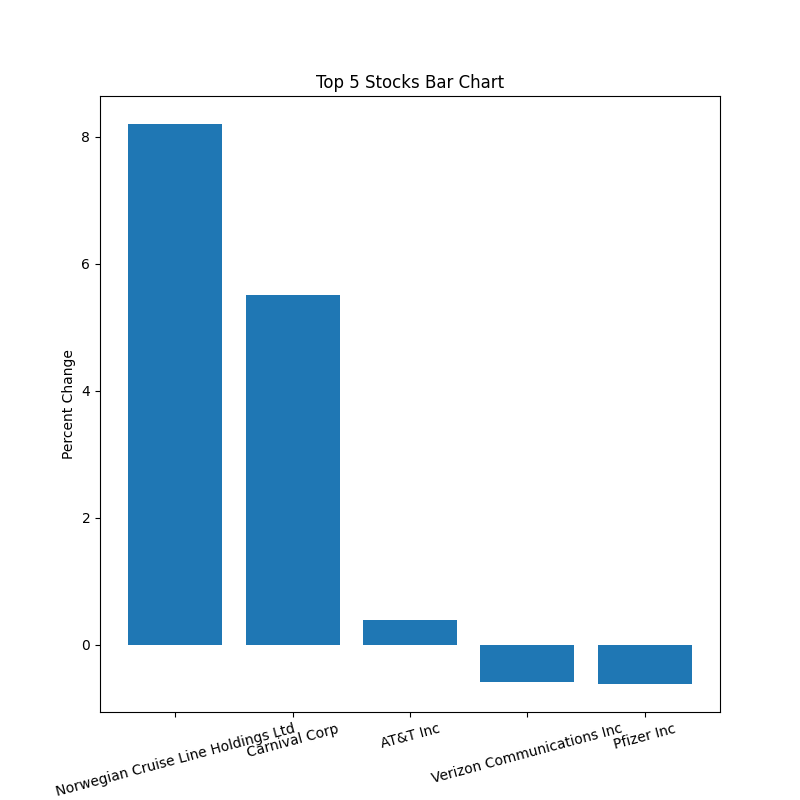 Top 5 Stocks Bar Chart
Percent Change
8
6
4
2
0
Norwegian Cruise Line Holdings Ltd
Carnival Corp
AT&T Inc
Verizon Communications Inc
Pfizer Inc